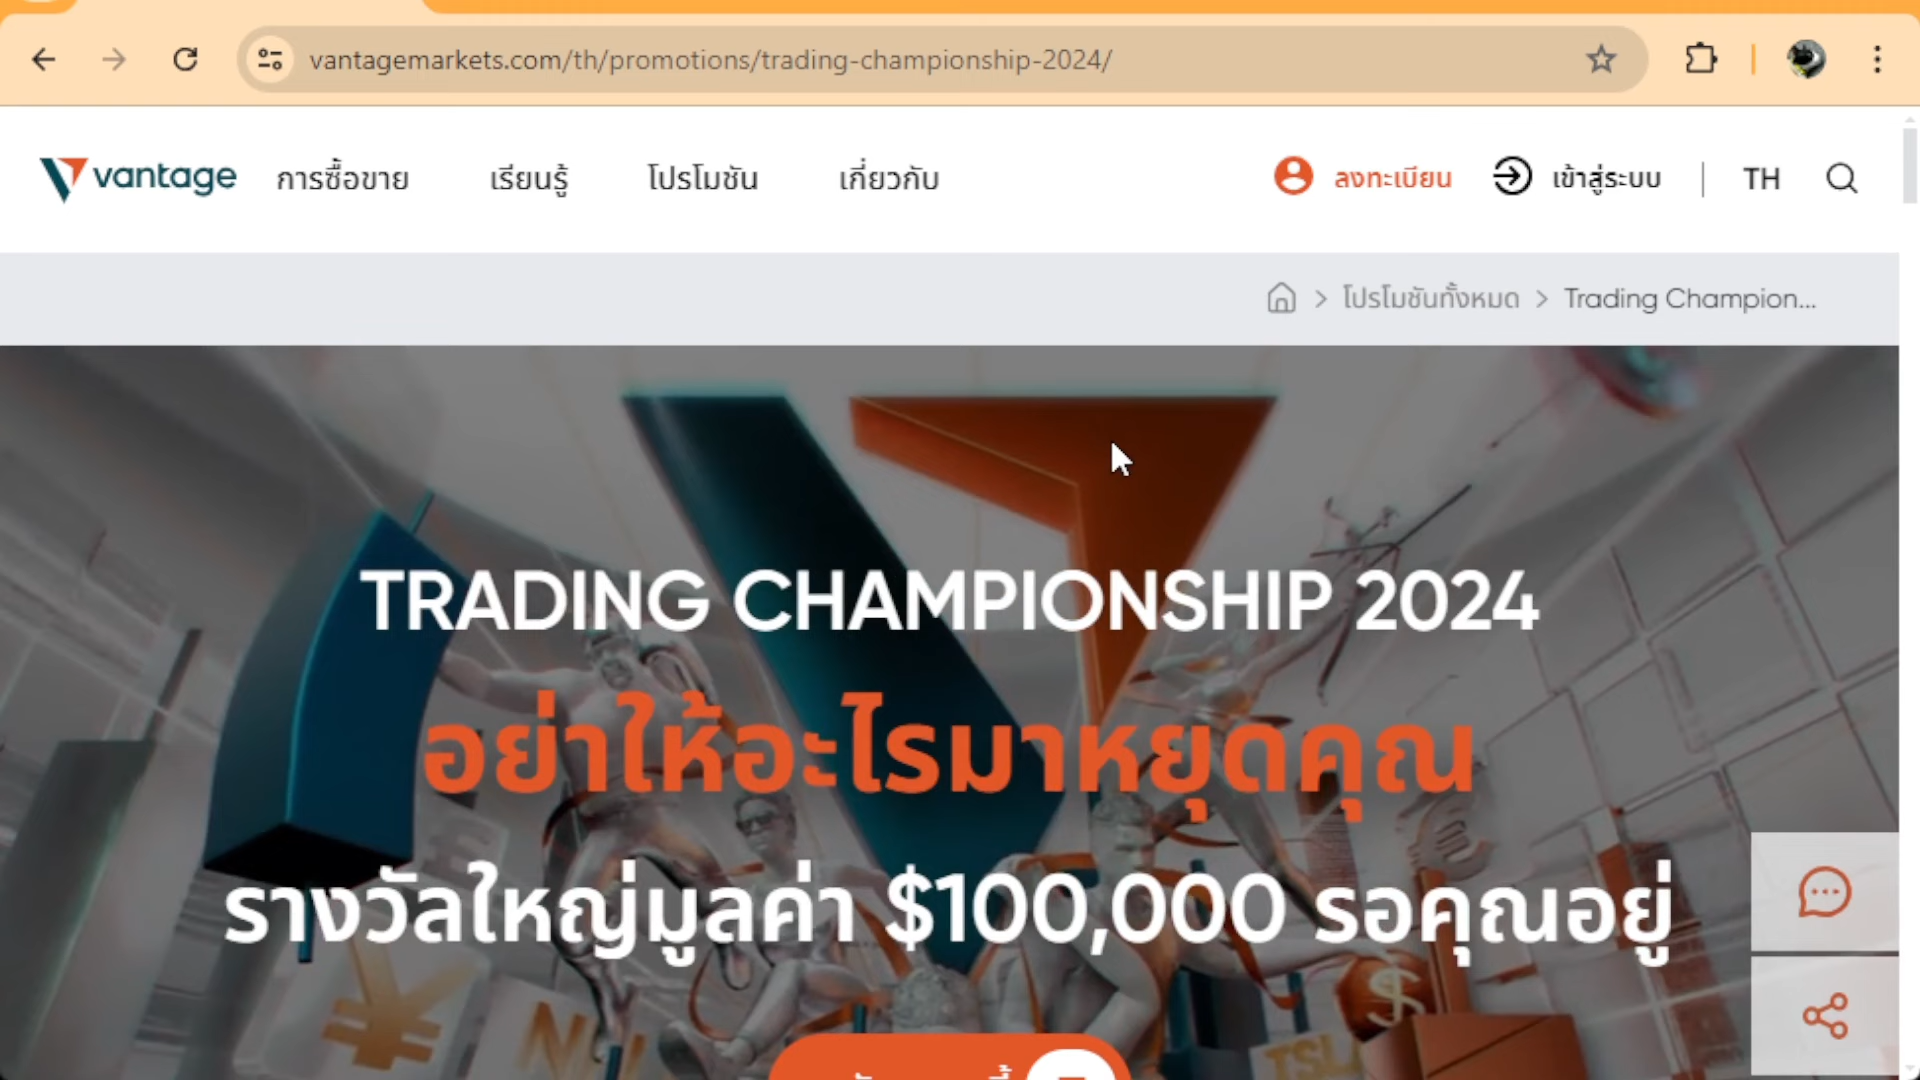 vantagemarkets.com/th/promotions/trading-championship-2024/
vantage การซื้อขาย เรียนรู้ โปรโมชัน เกี่ยวกับ ลงทะเบียน เข้าสู่ระบบ | TH
> โปรโมชันทั้งหมด > Trading Champion...
TRADING CHAMPIONSHIP 2024
อย่าให้อะไรมาหยุดคุณ
รางวัลใหญ่มูลค่า $100,000 รอคุณอยู่